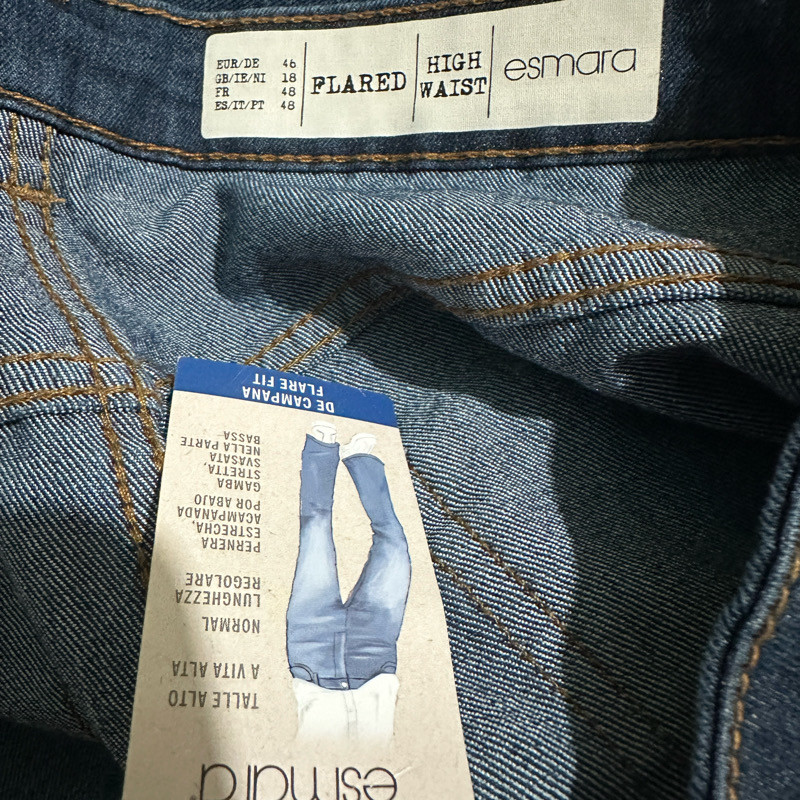 EUR/DE 46
GB/IE/NI 18
FR 48
ES/IT/PT 48
FLARED
HIGH
WAIST
esmara
esmara
TALLE ALTO
A VITA ALTA
NORMAL
LUNGHEZZA
REGOLARE
PERNERA
ESTRECHA,
ACAMPANADA
POR ABAJO
GAMBA
STRETTA,
SVASATA
NELLA PARTE
BASSA
FLARE FIT
DE CAMPANA